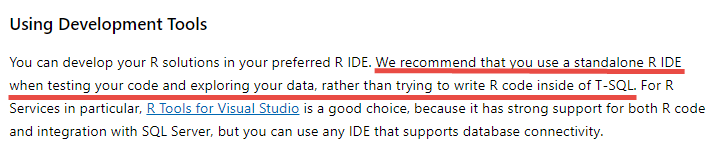 Using Development Tools
You can develop your R solutions in your preferred R IDE. We recommend that you use a standalone R IDE
when testing your code and exploring your data, rather than trying to write R code inside of T-SQL. For R
Services in particular, R Tools for Visual Studio is a good choice, because it has strong support for both R code
and integration with SQL Server, but you can use any IDE that supports database connectivity.